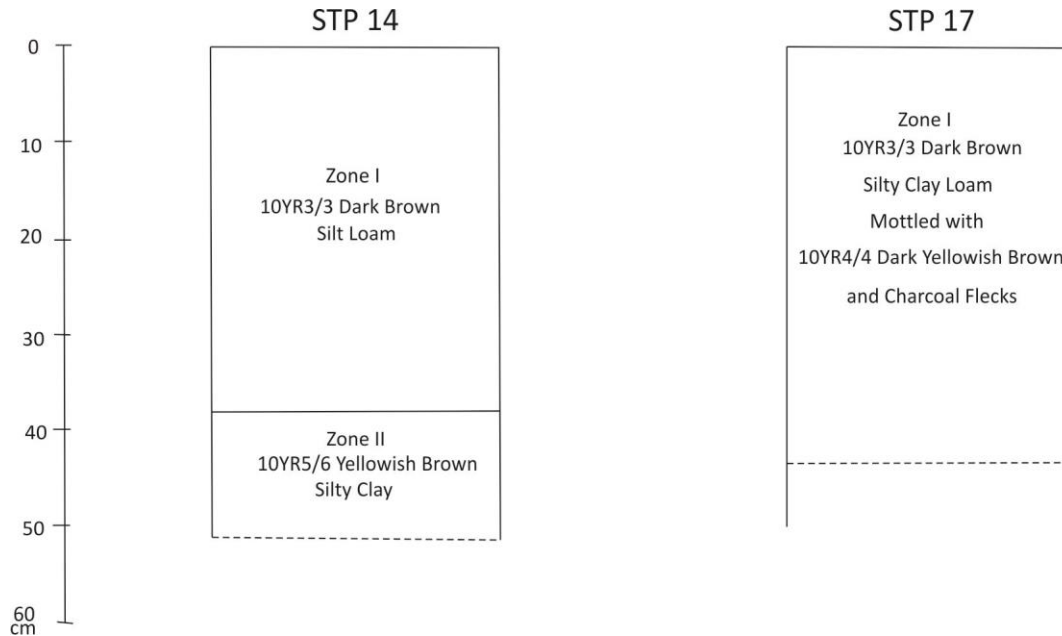 STP 14
STP 17
0
10
20
30
40
50
60
cm
Zone I
10YR3/3 Dark Brown
Silt Loam
Zone II
10YR5/6 Yellowish Brown
Silty Clay
Zone I
10YR3/3 Dark Brown
Silty Clay Loam
Mottled with
10YR4/4 Dark Yellowish Brown
and Charcoal Flecks